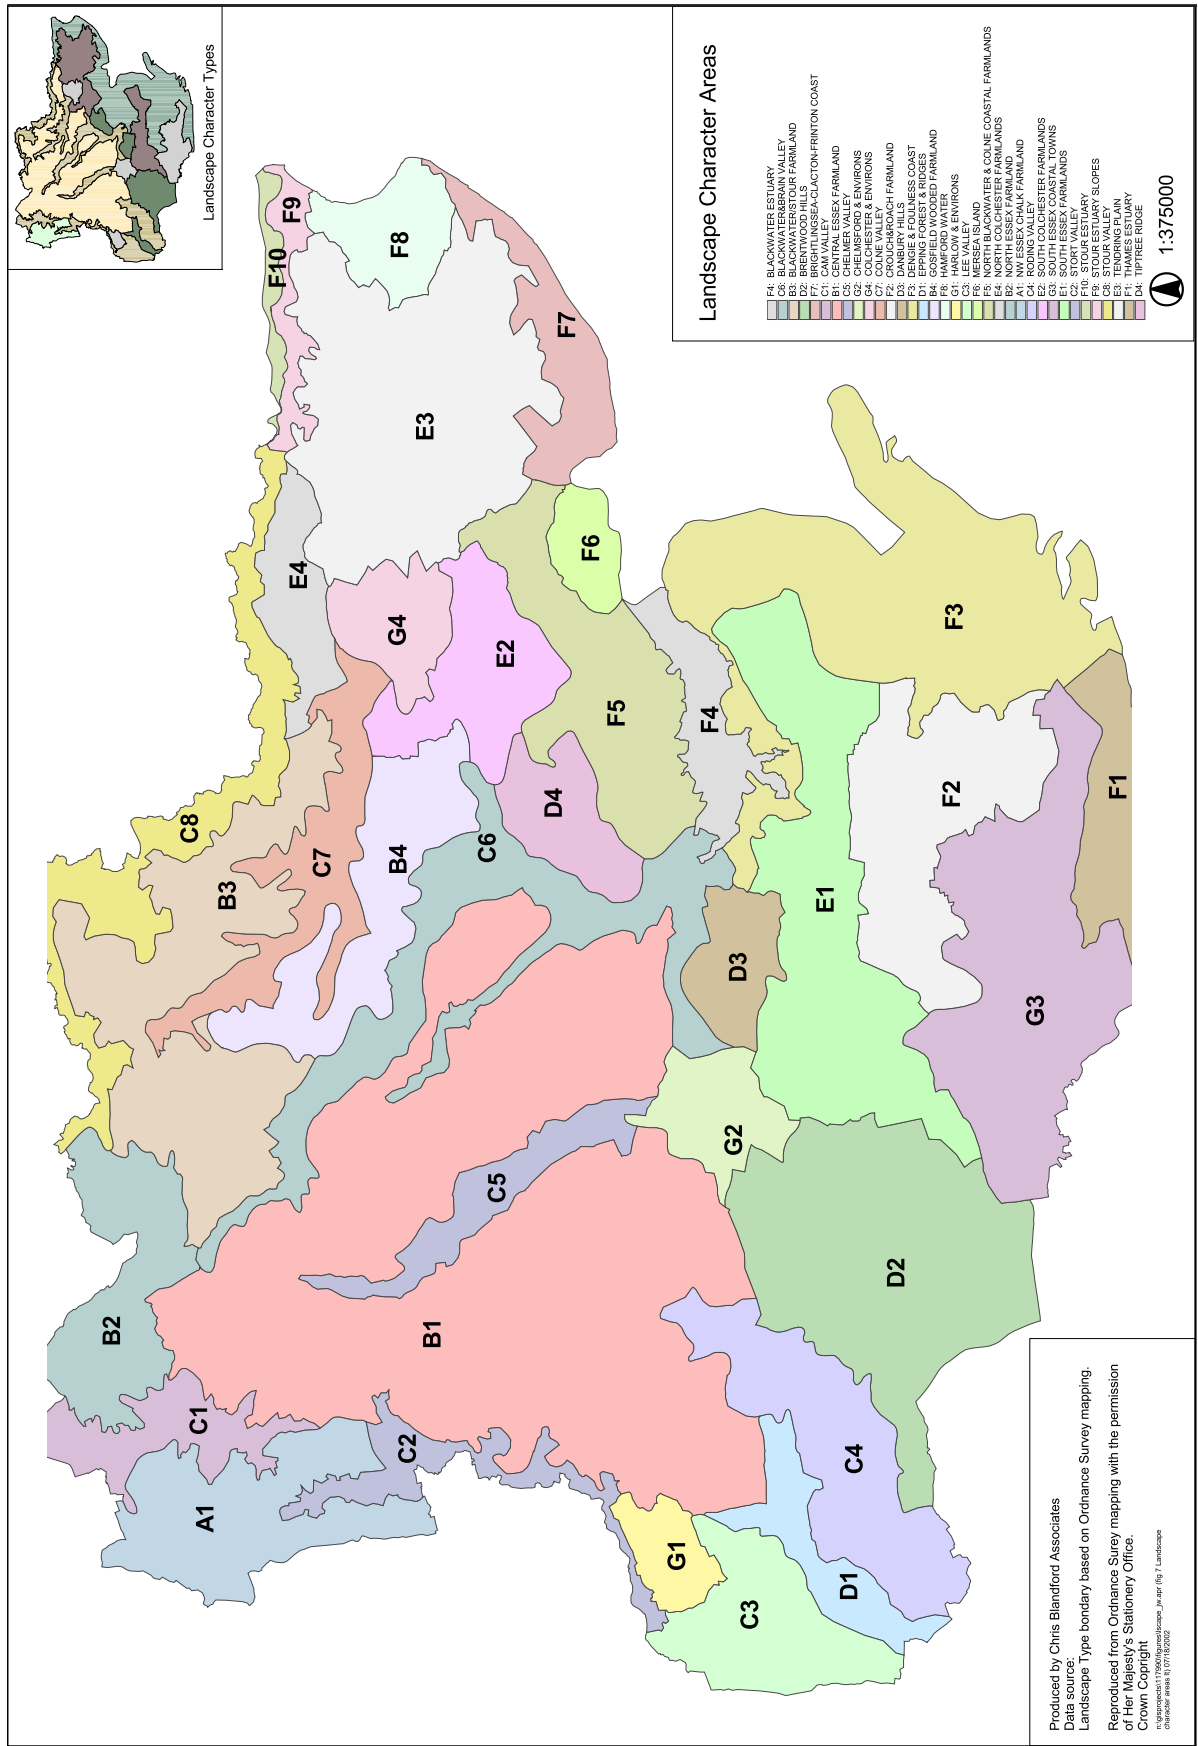 Landscape Character Types
Landscape Character Areas
F4: BLACKWATER ESTUARY
C6: BLACKWATER&BRAIN VALLEY
B3: BLACKWATER/STOUR FARMLAND
D2: BRENTWOOD HILLS
F7: BRIGHTLINGSEA-CLACTON-FRINTON COAST
C1: CAM VALLEY
B1: CENTRAL ESSEX FARMLAND
C5: CHELMER VALLEY
G2: CHELMSFORD & ENVIRONS
G4: COLCHESTER & ENVIRONS
C7: COLNE VALLEY
F2: CROUCH&ROACH FARMLAND
D3: DANBURY HILLS
F3: DENGIE & FOULNESS COAST
D1: EPPING FOREST & RIDGES
B4: GOSFIELD WOODED FARMLAND
F8: HAMFORD WATER
G1: HARLOW & ENVIRONS
C3: LEE VALLEY
F6: MERSEA ISLAND
F5: NORTH BLACKWATER & COLNE COASTAL FARMLANDS
E4: NORTH COLCHESTER FARMLANDS
B2: NORTH ESSEX FARMLAND
A1: NW ESSEX CHALK FARMLAND
C4: RODING VALLEY
E2: SOUTH COLCHESTER FARMLANDS
G3: SOUTH ESSEX COASTAL TOWNS
E1: SOUTH ESSEX FARMLANDS
C2: STORT VALLEY
F10: STOUR ESTUARY
F9: STOUR ESTUARY SLOPES
C8: STOUR VALLEY
E3: TENDRING PLAIN
F1: THAMES ESTUARY
D4: TIPTREE RIDGE
1:375000
F10
F9
F8
F7
E3
E4
G4
E2
F6
F5
F4
F3
C8
B3
C7
B4
C6
D4
E1
F2
F1
D3
G3
G2
C5
B2
B1
D2
C1
C2
A1
C4
G1
D1
C3
Produced by Chris Blandford Associates
Data source:
Landscape Type bondary based on Ordnance Survey mapping.
Reproduced from Ordnance Surey mapping with the permission
of Her Majesty's Stationery Office.
Crown Copright
character areas lt) 07/18/2002